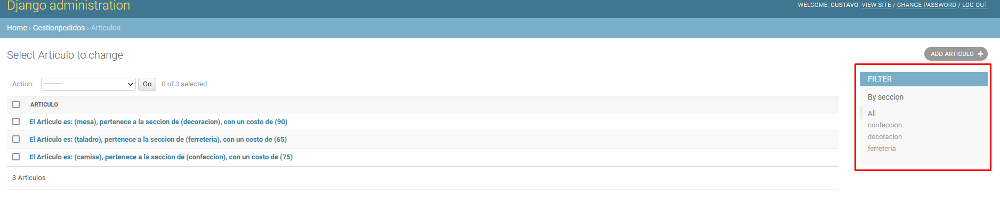 Django administration
WELCOME, GUSTAVO. VIEW SITE / CHANGE PASSWORD / LOG OUT
Home › Gestionpedidos › Articulos
Select Articulo to change
ADD ARTICULO +
Action: --------- Go 0 of 3 selected
ARTICULO
El Articulo es: (mesa), pertenece a la seccion de (decoracion), con un costo de (90)
El Articulo es: (taladro), pertenece a la seccion de (ferreteria), con un costo de (65)
El Articulo es: (camisa), pertenece a la seccion de (confeccion), con un costo de (75)
3 Articulos
FILTER
By seccion
All
confeccion
decoracion
ferreteria